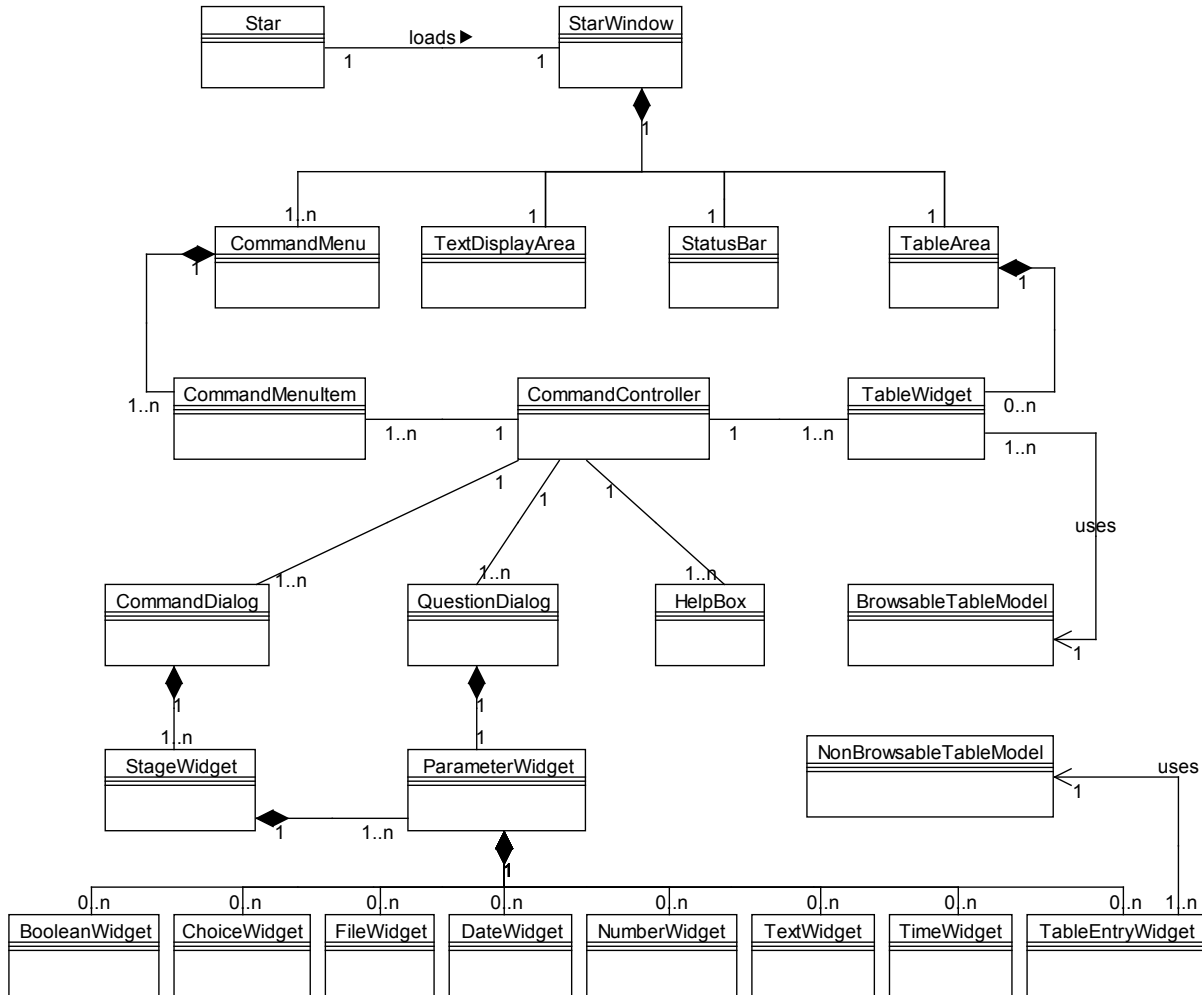 Star
StarWindow
loads ►
1
1
1
1..n
1
1
1
CommandMenu
TextDisplayArea
StatusBar
TableArea
1
1
CommandMenuItem
CommandController
TableWidget
1..n
0..n
1..n
1
1
1..n
1..n
1
1
1
uses
1..n
1..n
1..n
CommandDialog
QuestionDialog
HelpBox
BrowsableTableModel
1
1
1
1..n
1
StageWidget
ParameterWidget
NonBrowsableTableModel
uses
1
1
1..n
1
0..n
0..n
0..n
0..n
0..n
0..n
0..n
0..n
1..n
BooleanWidget
ChoiceWidget
FileWidget
DateWidget
NumberWidget
TextWidget
TimeWidget
TableEntryWidget